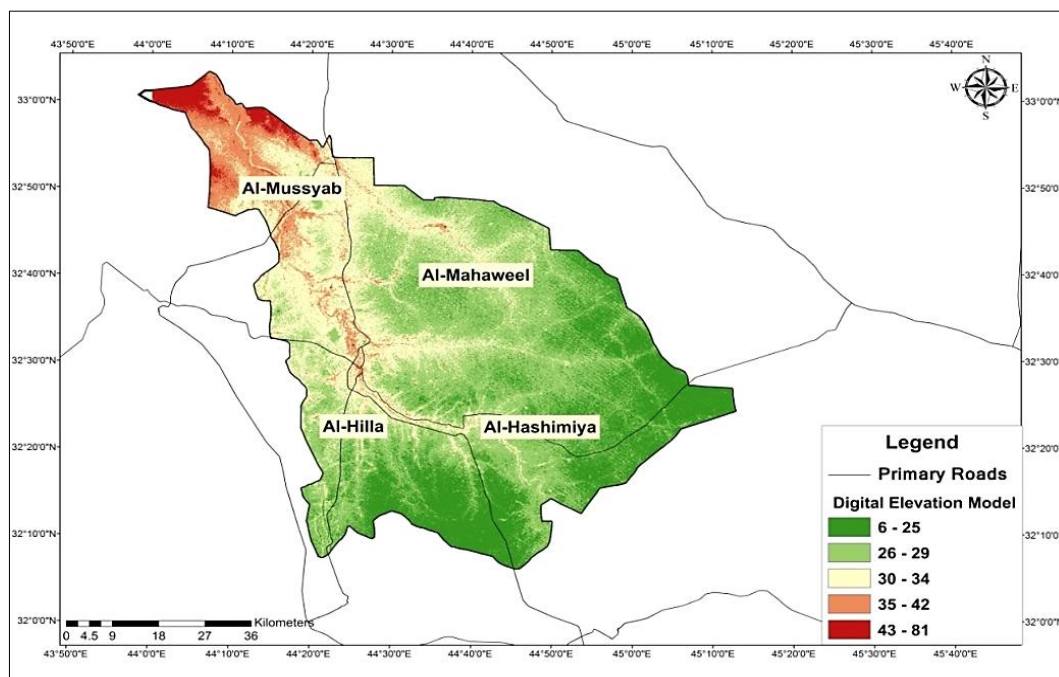 43°50'0"E 44°0'0"E 44°10'0"E 44°20'0"E 44°30'0"E 44°40'0"E 44°50'0"E 45°0'0"E 45°10'0"E 45°20'0"E 45°30'0"E 45°40'0"E
N
W E
S
33°0'0"N 33°0'0"N
32°50'0"N 32°50'0"N
Al-Mussyab
32°40'0"N 32°40'0"N
Al-Mahaweel
32°30'0"N 32°30'0"N
Al-Hilla
Al-Hashimiya
32°20'0"N 32°20'0"N
32°10'0"N 32°10'0"N
32°0'0"N 32°0'0"N
Legend
Primary Roads
Digital Elevation Model
6 - 25
26 - 29
30 - 34
35 - 42
43 - 81
Kilometers
0 4.5 9 18 27 36
43°50'0"E 44°0'0"E 44°10'0"E 44°20'0"E 44°30'0"E 44°40'0"E 44°50'0"E 45°0'0"E 45°10'0"E 45°20'0"E 45°30'0"E 45°40'0"E